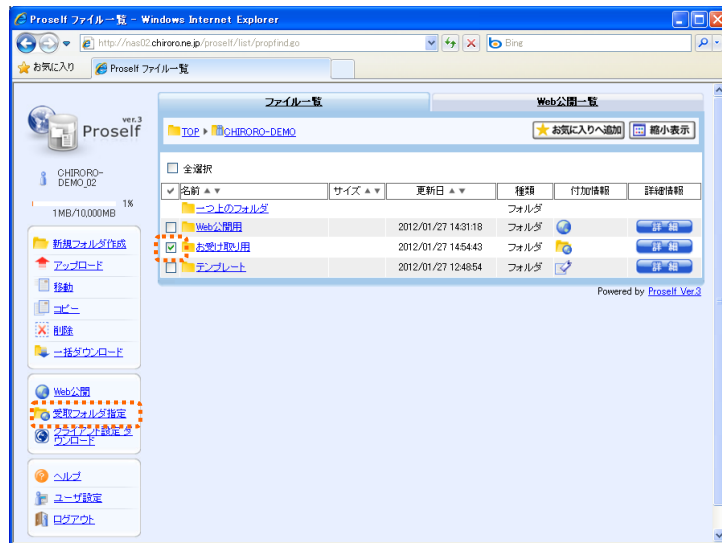 Proself ファイル一覧 - Windows Internet Explorer
http://nas02.chiroro.ne.jp/proself/list/propfind.go
Bing
お気に入り
Proself ファイル一覧
ファイル一覧
Web公開一覧
ver.3
Proself
TOP
CHIRORO-DEMO
お気に入りへ追加
縮小表示
CHIRORO-
DEMO_02
1%
1MB/10,000MB
全選択
名前 ▲▼ サイズ ▲▼ 更新日 ▲▼ 種類 付加情報 詳細情報
一つ上のフォルダ フォルダ
Web公開用 2012/01/27 14:31:18 フォルダ 詳 細
お受け取り用 2012/01/27 14:54:43 フォルダ 詳 細
テンプレート 2012/01/27 12:48:54 フォルダ 詳 細
Powered by Proself Ver.3
新規フォルダ作成
アップロード
移動
コピー
削除
一括ダウンロード
Web公開
受取フォルダ指定
クライアント設定ダ
ウンロード
ヘルプ
ユーザ設定
ログアウト